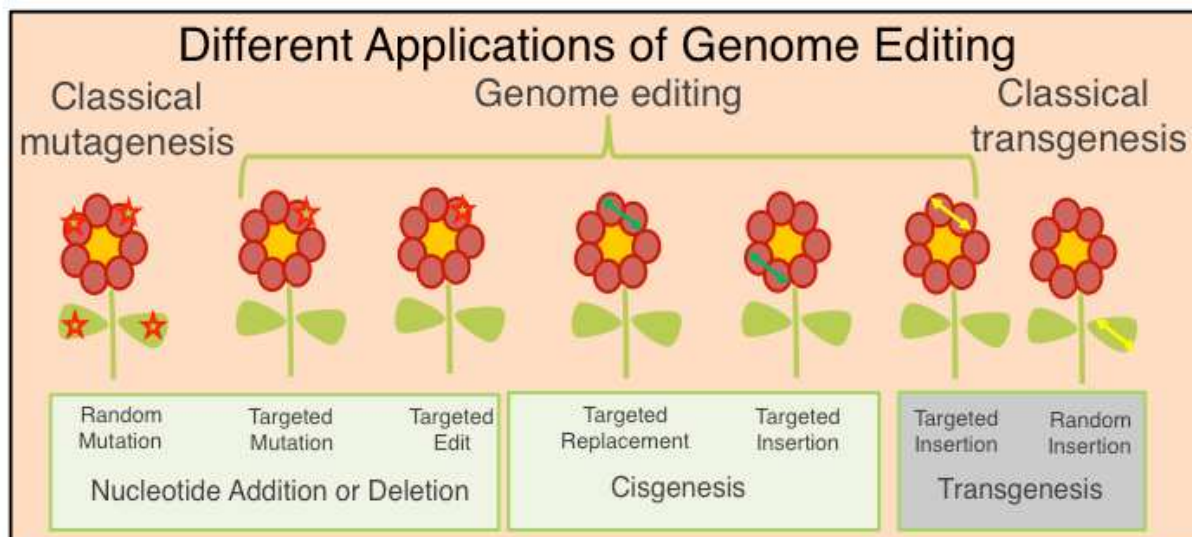 Different Applications of Genome Editing
Classical
mutagenesis
Genome editing
Classical
transgenesis
Random
Mutation
Targeted
Mutation
Targeted
Edit
Nucleotide Addition or Deletion
Targeted
Replacement
Targeted
Insertion
Cisgenesis
Targeted
Insertion
Random
Insertion
Transgenesis